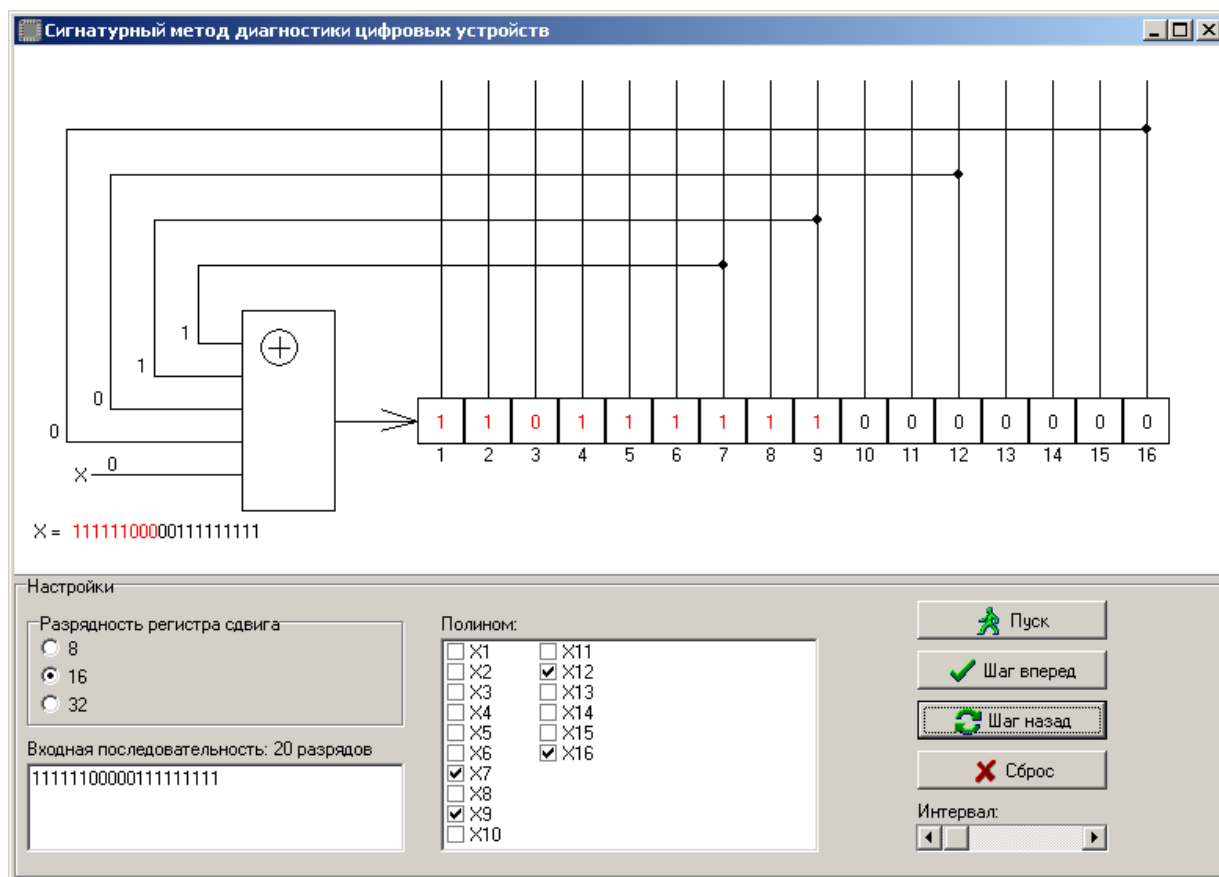 Сигнатурный метод диагностики цифровых устройств
1
1
0
0
X 0
1 1 0 1 1 1 1 1 1 0 0 0 0 0 0 0
1 2 3 4 5 6 7 8 9 10 11 12 13 14 15 16
X = 11111100000111111111
Настройки
Разрядность регистра сдвига
8
16
32
Входная последовательность: 20 разрядов
11111100000111111111
Полином:
X1
X2
X3
X4
X5
X6
X7
X8
X9
X10
X11
X12
X13
X14
X15
X16
Пуск
Шаг вперед
Шаг назад
Сброс
Интервал: